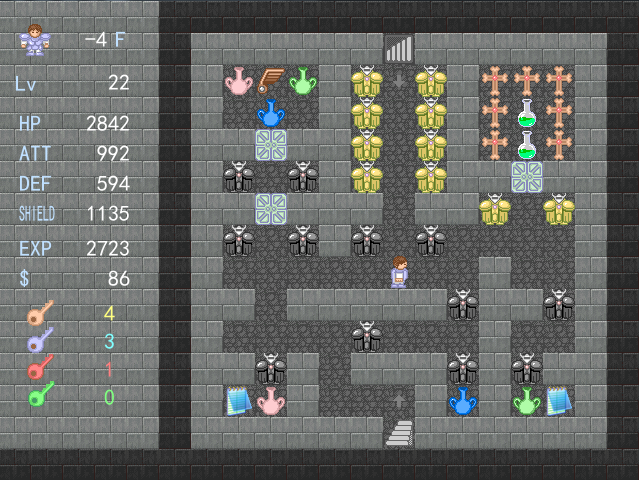 -4 F
Lv 22
HP 2842
ATT 992
DEF 594
SHIELD 1135
EXP 2723
$ 86
4
3
1
0